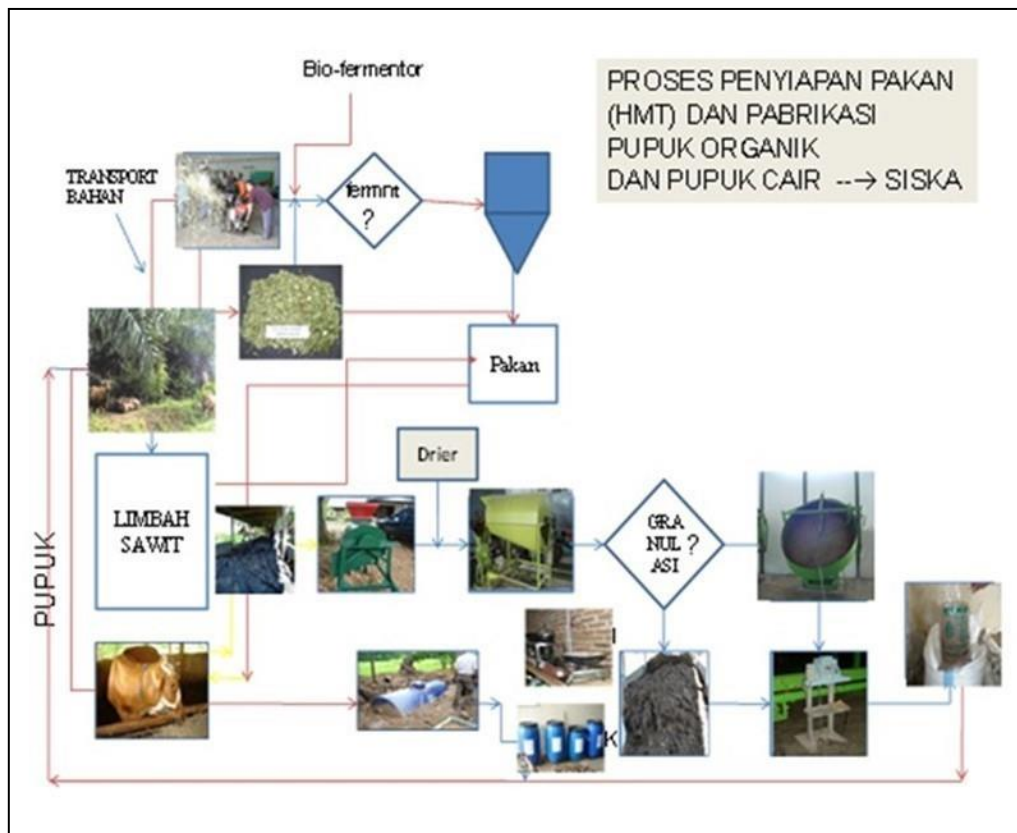 Bio-fermentor
PROSES PENYIAPAN PAKAN
(HMT) DAN PABRIKASI
PUPUK ORGANIK
DAN PUPUK CAIR --→ SISKA
TRANSPORT
BAHAN
fermnt
?
Pakan
Drier
LIMBAH
SAWIT
GRA
NUL ?
ASI
PUPUK
K